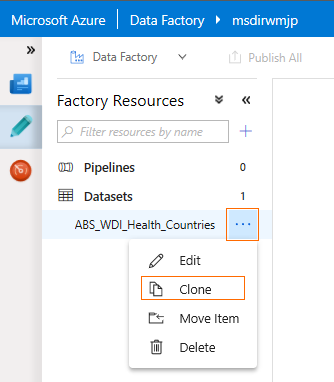 Microsoft Azure Data Factory msdirwmjp
Data Factory Publish All
Factory Resources
Filter resources by name
Pipelines 0
Datasets 1
ABS_WDI_Health_Countries
Edit
Clone
Move Item
Delete